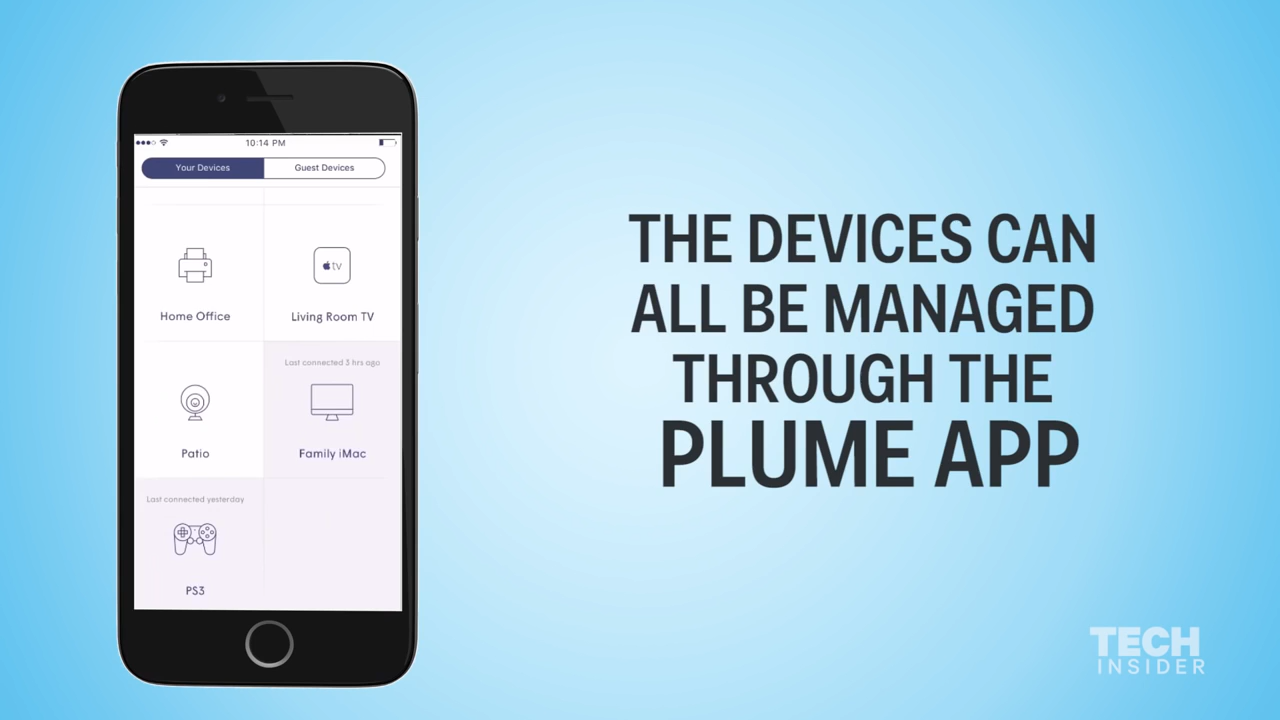 10:14 PM
Your Devices
Guest Devices
Home Office
tv
Living Room TV
Last connected 3 hrs ago
Patio
Family iMac
Last connected yesterday
PS3
THE DEVICES CAN
ALL BE MANAGED
THROUGH THE
PLUME APP
TECH
INSIDER